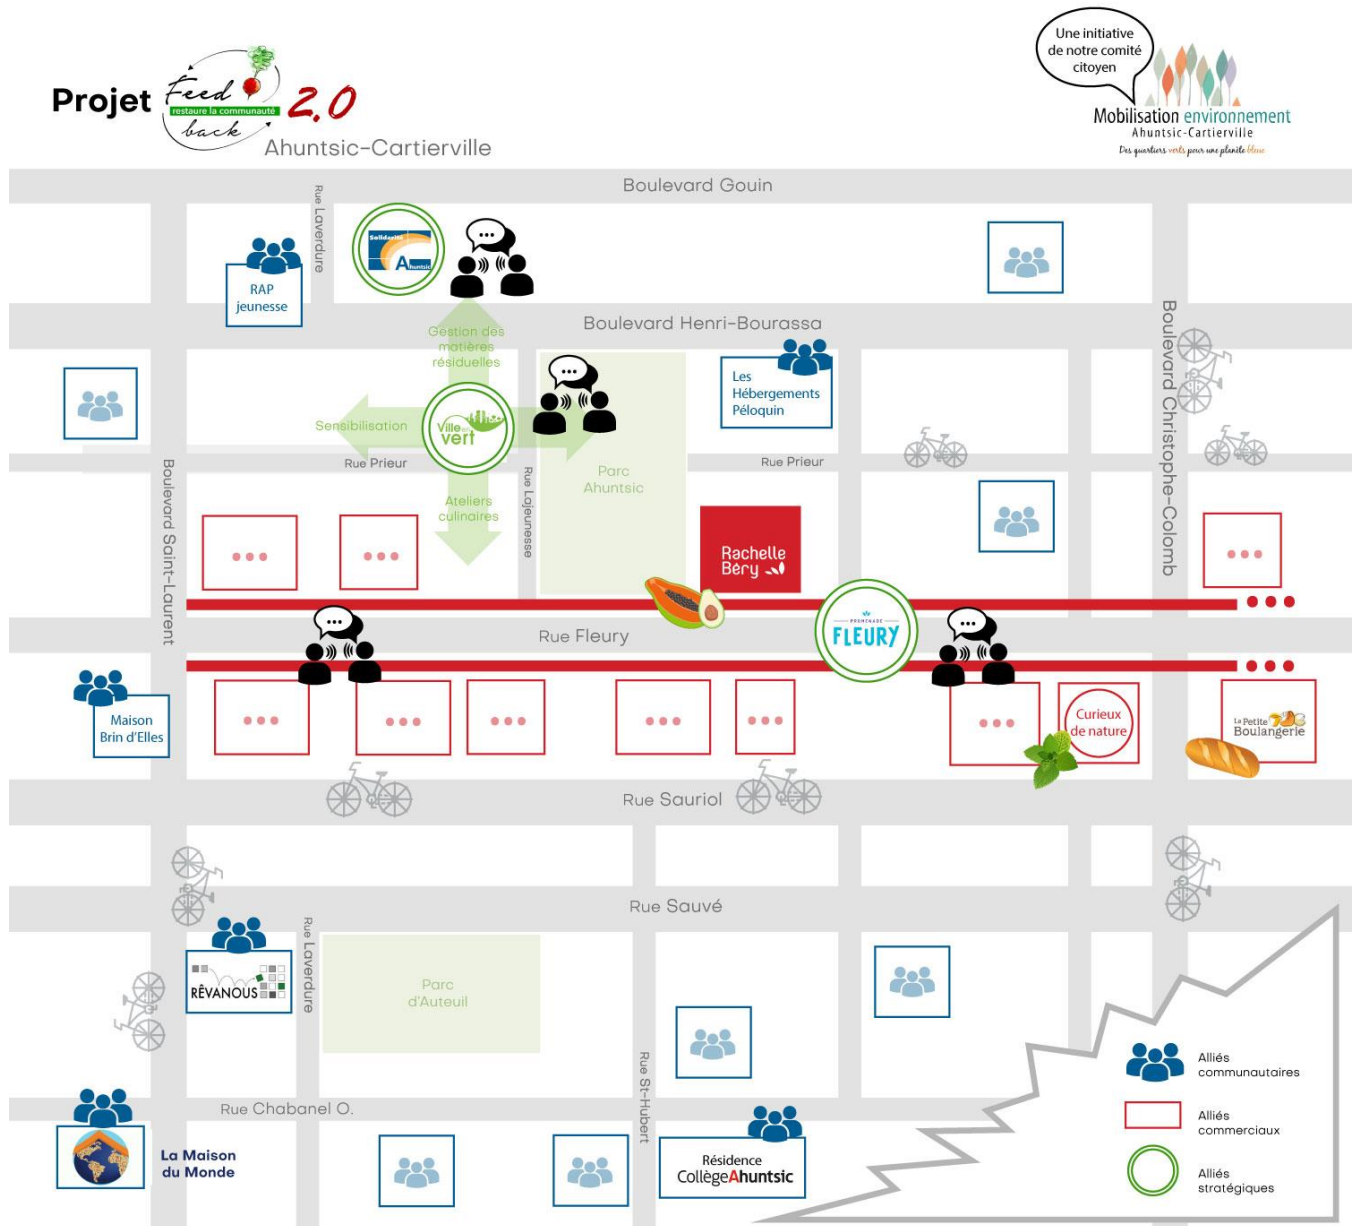 Une initiative
de notre comité
citoyen
Projet
Feed
restaure la communauté
back
2.0
Ahuntsic-Cartierville
Mobilisation environnement
Ahuntsic-Cartierville
Des quartiers verts pour une planète bleue
Boulevard Gouin
Rue Laverdure
Solidarité
Ahuntsic
RAP
jeunesse
Boulevard Henri-Bourassa
Boulevard Christophe-Colomb
Gestion des
matières
résiduelles
Les
Hébergements
Péloquin
Sensibilisation
Ville en
vert
Rue Prieur
Rue Prieur
Parc
Ahuntsic
Boulevard Saint-Laurent
Rue Lajeunesse
Ateliers
culinaires
Rachelle
Béry
Rue Fleury
PROMENADE
FLEURY
Maison
Brin d'Elles
Curieux
de nature
La Petite
Boulangerie
Rue Sauriol
Rue Sauvé
RÊVANOUS
Rue Laverdure
Parc
d'Auteuil
Rue St-Hubert
Rue Chabanel O.
La Maison
du Monde
Résidence
CollègeAhuntsic
Alliés
communautaires
Alliés
commerciaux
Alliés
stratégiques